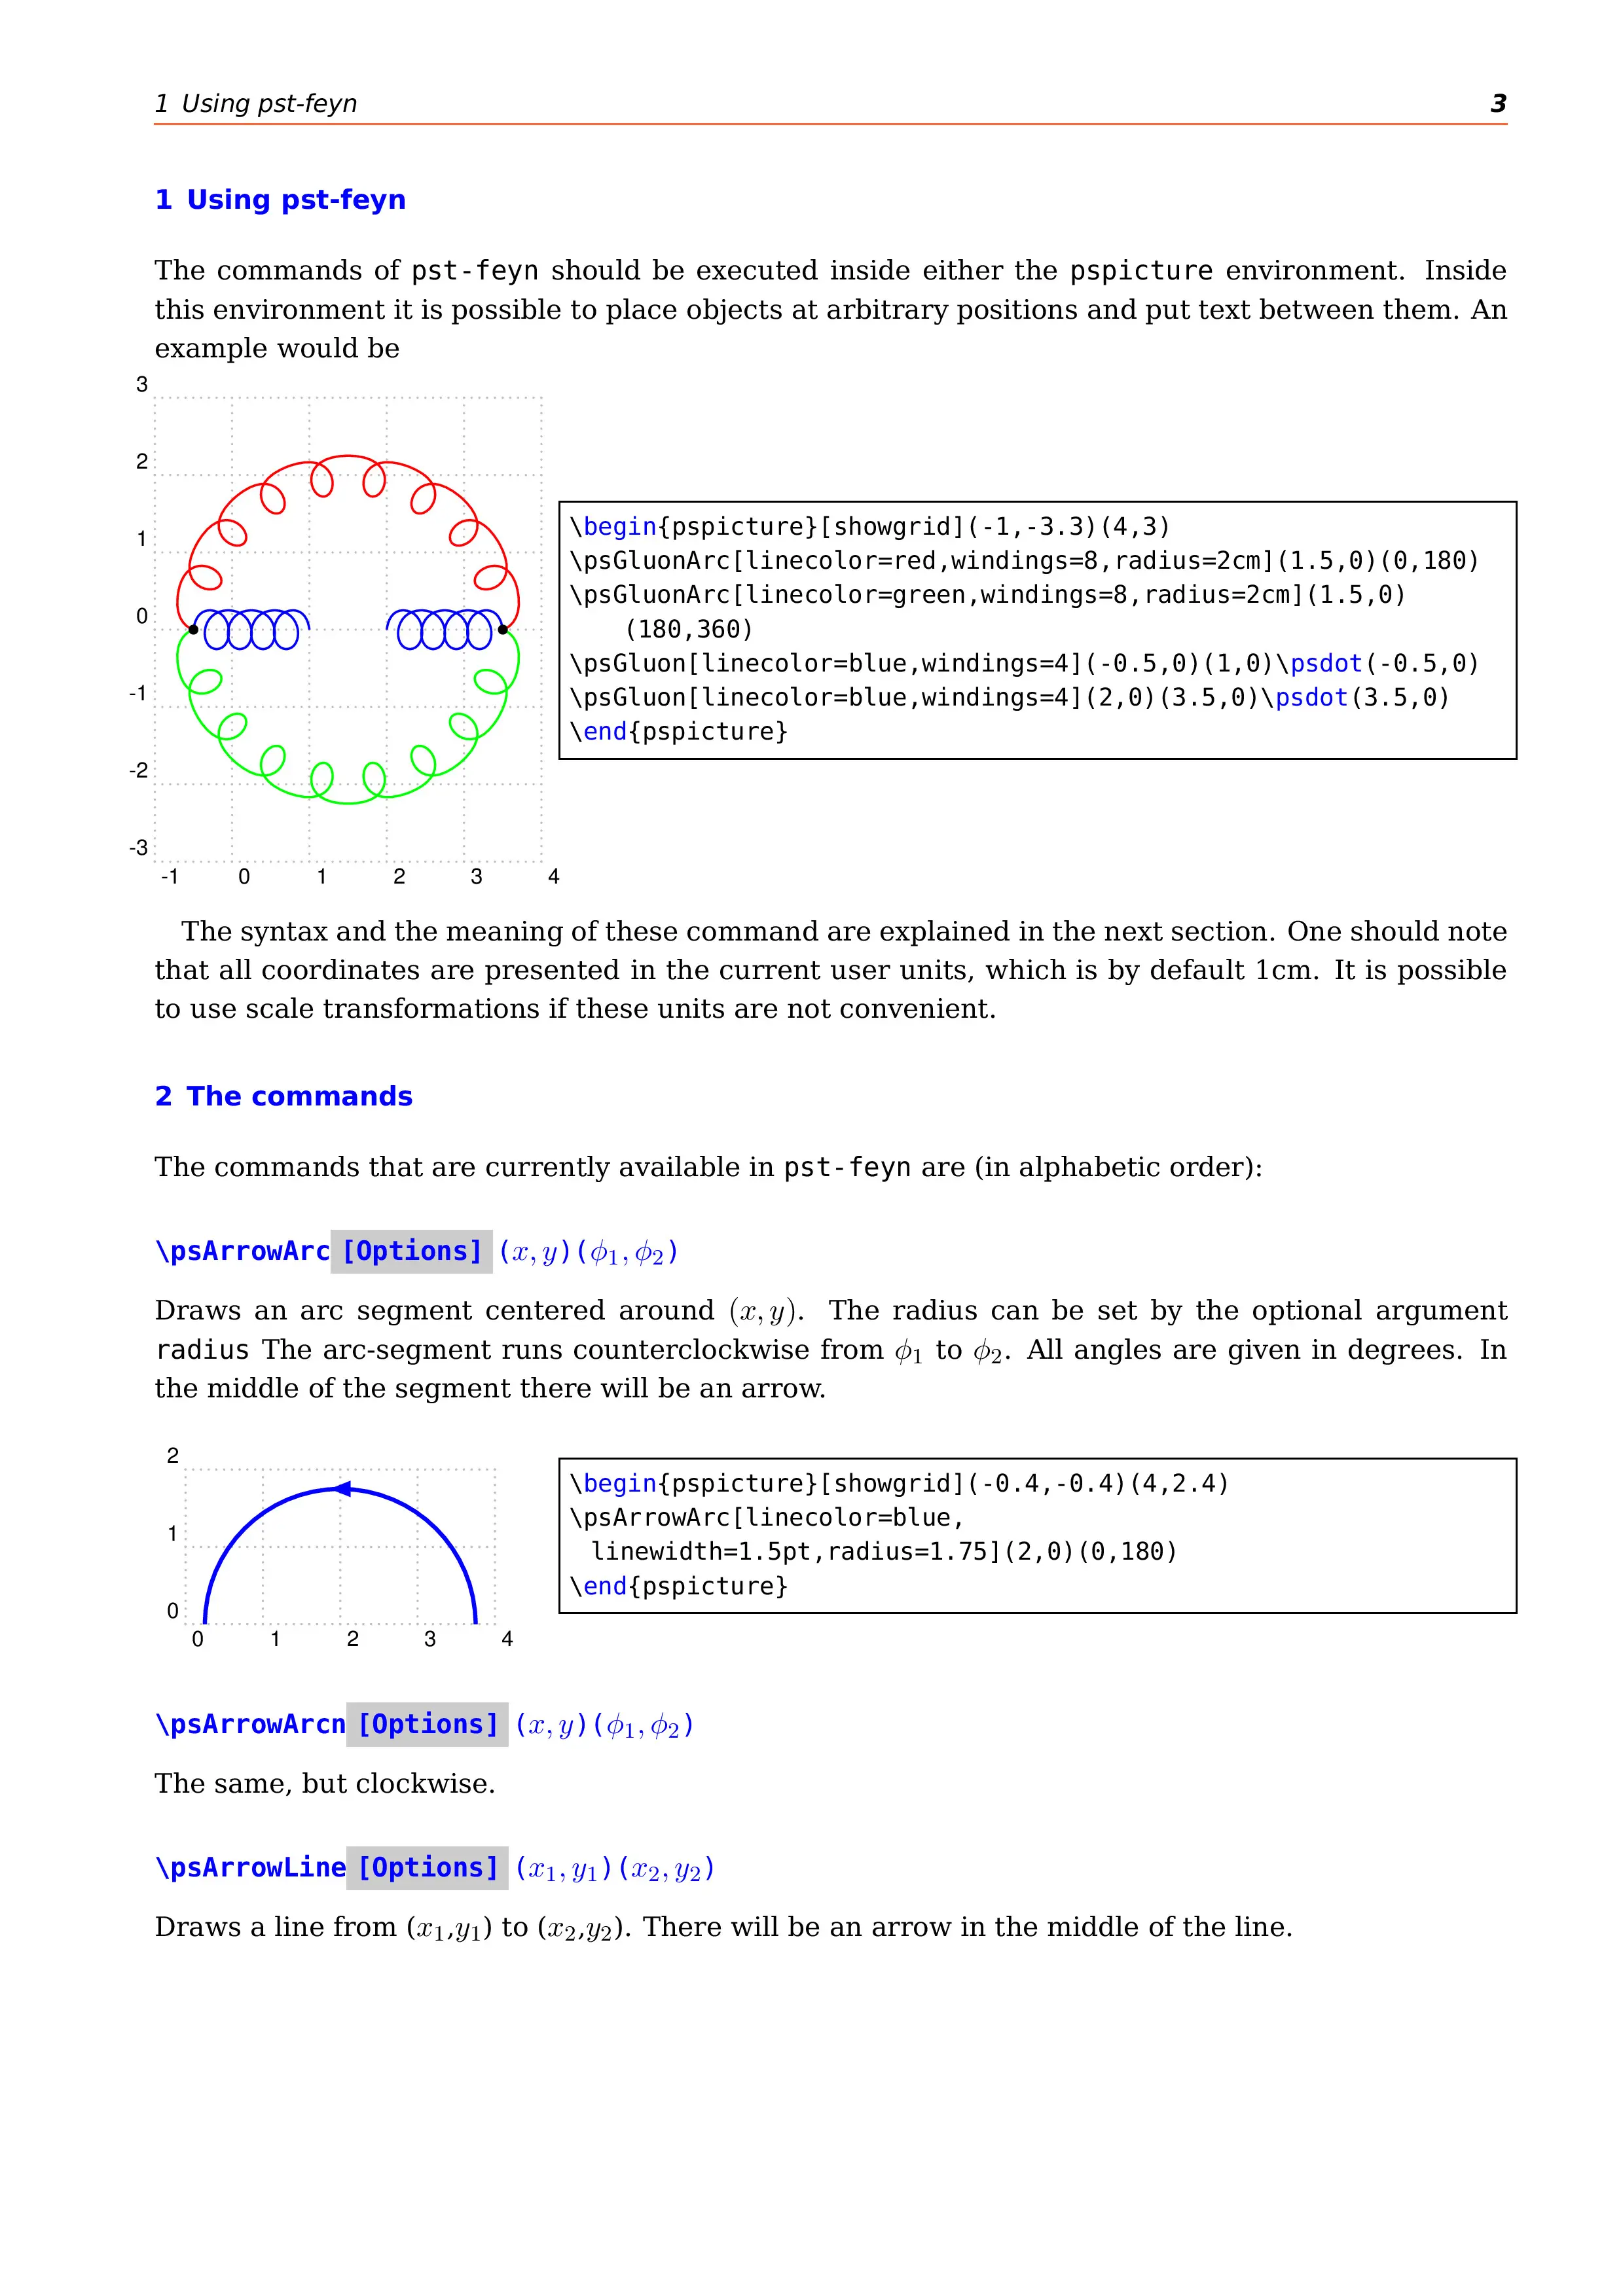 1 Using pst-feyn 3
1 Using pst-feyn
The commands of pst-feyn should be executed inside either the pspicture environment. Inside
this environment it is possible to place objects at arbitrary positions and put text between them. An
example would be
3
2
1
0
-1
-2
-3
-1 0 1 2 3 4
\begin{pspicture}[showgrid](-1,-3.3)(4,3)
\psGluonArc[linecolor=red,windings=8,radius=2cm](1.5,0)(0,180)
\psGluonArc[linecolor=green,windings=8,radius=2cm](1.5,0)
(180,360)
\psGluon[linecolor=blue,windings=4](-0.5,0)(1,0)\psdot(-0.5,0)
\psGluon[linecolor=blue,windings=4](2,0)(3.5,0)\psdot(3.5,0)
\end{pspicture}
The syntax and the meaning of these command are explained in the next section. One should note
that all coordinates are presented in the current user units, which is by default 1cm. It is possible
to use scale transformations if these units are not convenient.
2 The commands
The commands that are currently available in pst-feyn are (in alphabetic order):
\psArrowArc [Options] (x, y)(ϕ₁, ϕ₂)
Draws an arc segment centered around (x, y). The radius can be set by the optional argument
radius The arc-segment runs counterclockwise from ϕ₁ to ϕ₂. All angles are given in degrees. In
the middle of the segment there will be an arrow.
2
1
0
0 1 2 3 4
\begin{pspicture}[showgrid](-0.4,-0.4)(4,2.4)
\psArrowArc[linecolor=blue,
linewidth=1.5pt,radius=1.75](2,0)(0,180)
\end{pspicture}
\psArrowArcn [Options] (x, y)(ϕ₁, ϕ₂)
The same, but clockwise.
\psArrowLine [Options] (x₁, y₁)(x₂, y₂)
Draws a line from (x₁,y₁) to (x₂,y₂). There will be an arrow in the middle of the line.